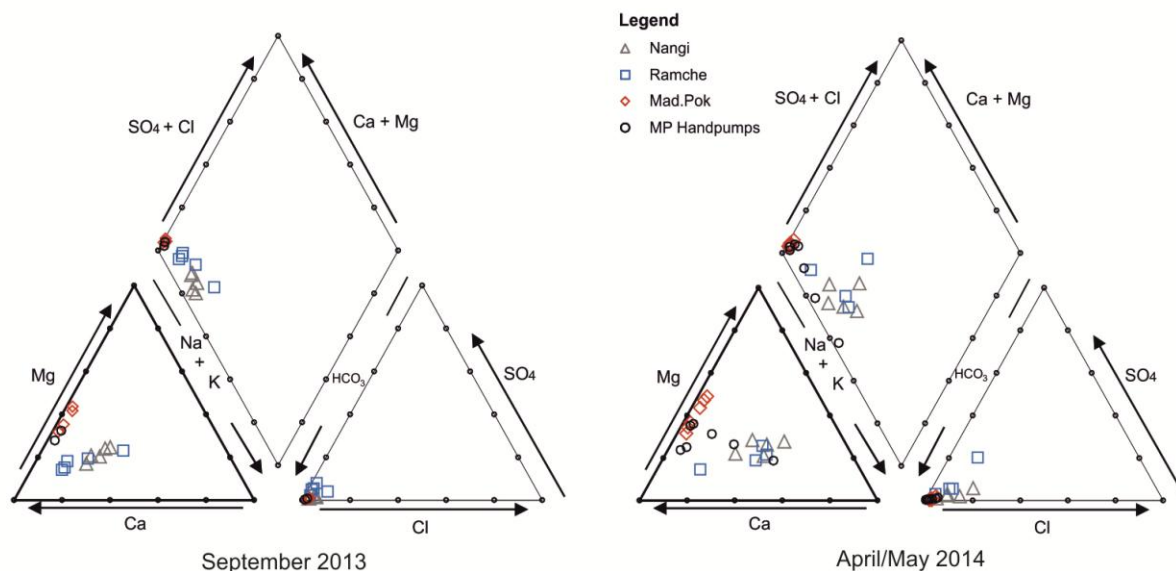 Legend
Nangi
Ramche
Mad.Pok
MP Handpumps
SO4 + Cl
Ca + Mg
Mg
Na
+
K
HCO3
SO4
Ca
Cl
September 2013
SO4 + Cl
Ca + Mg
Mg
Na
+
K
HCO3
SO4
Ca
Cl
April/May 2014